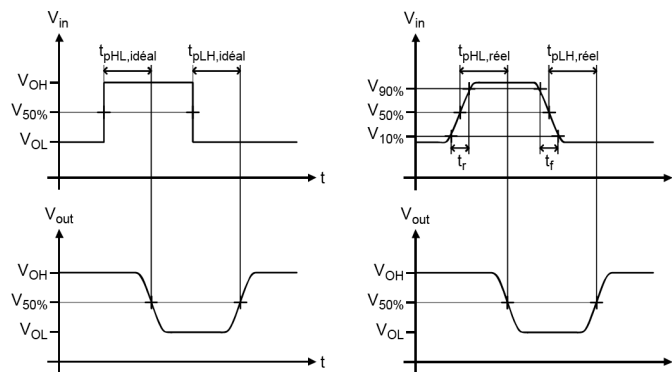 V_in
t_pHL,idéal t_pLH,idéal
V_OH
V_50%
V_OL
t
V_out
V_OH
V_50%
V_OL
t
V_in
t_pHL,réel t_pLH,réel
V_90%
V_50%
V_10%
t_r t_f
V_out
V_OH
V_50%
V_OL